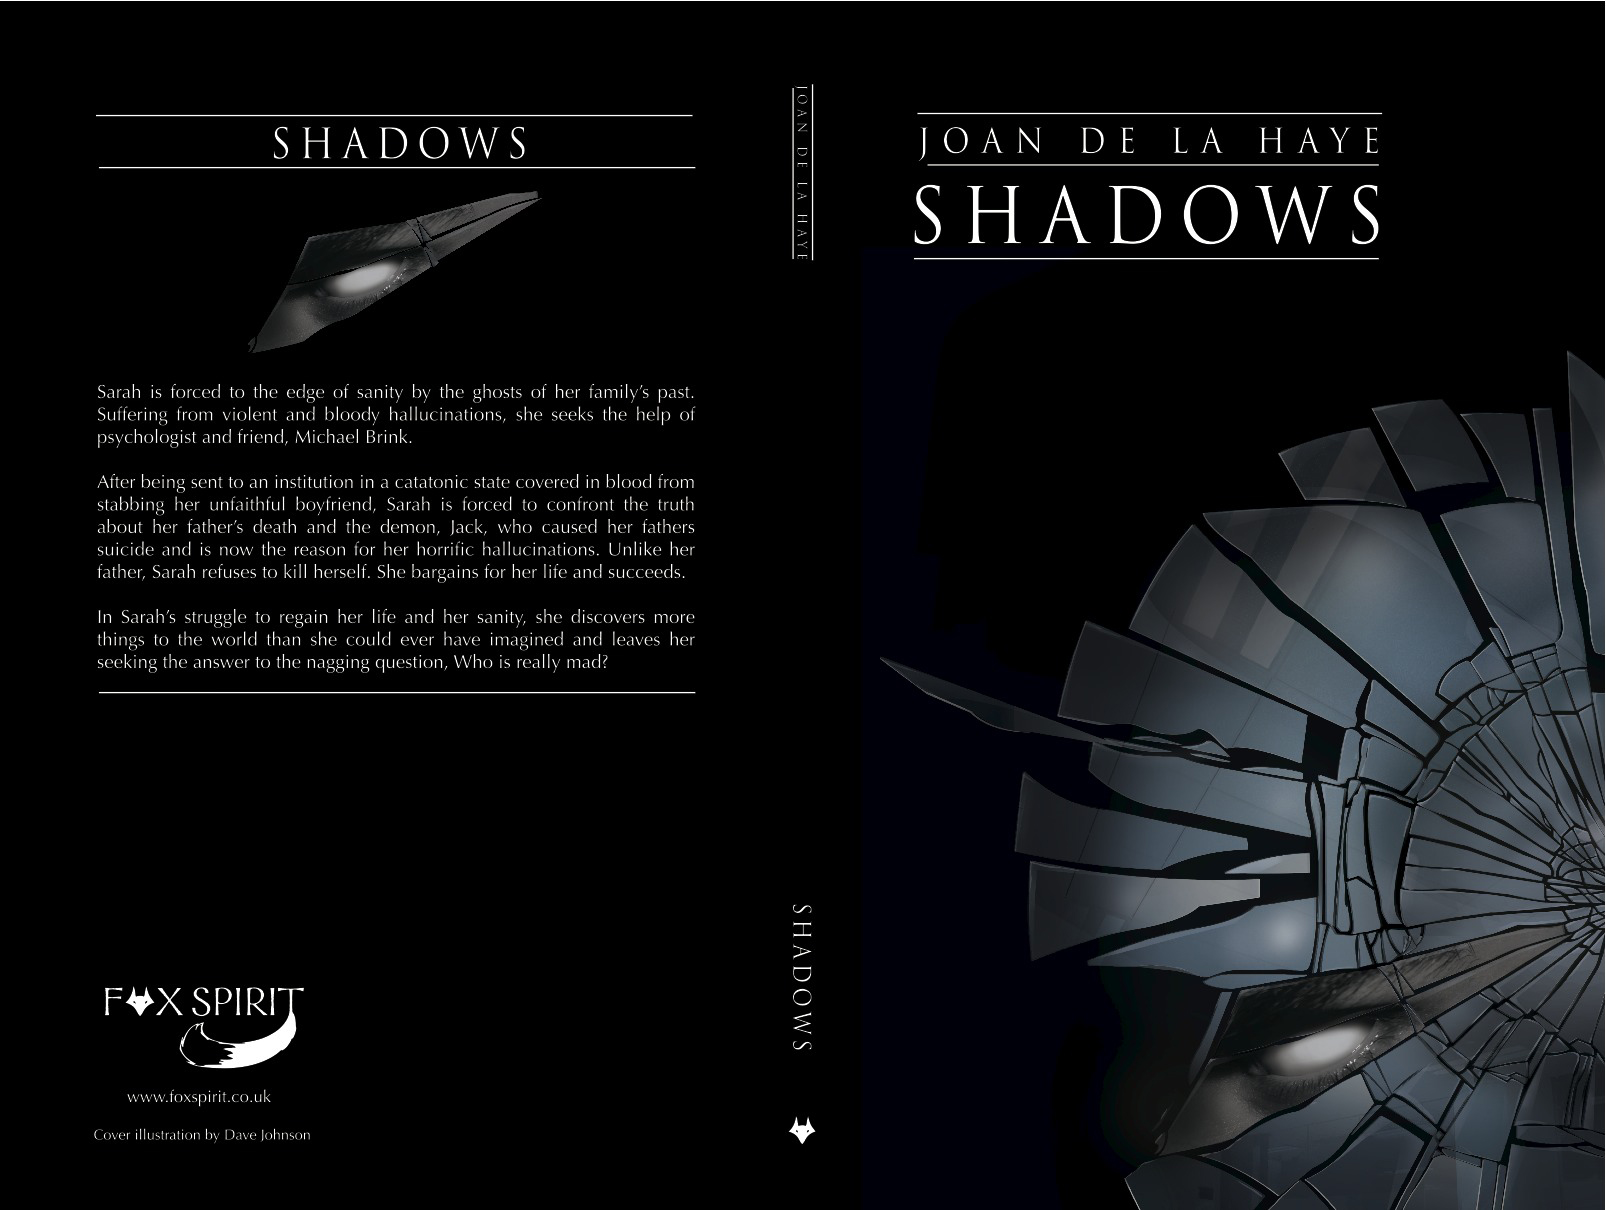 SHADOWS
Sarah is forced to the edge of sanity by the ghosts of her family’s past.
Suffering from violent and bloody hallucinations, she seeks the help of
psychologist and friend, Michael Brink.
After being sent to an institution in a catatonic state covered in blood from
stabbing her unfaithful boyfriend, Sarah is forced to confront the truth
about her father’s death and the demon, Jack, who caused her fathers
suicide and is now the reason for her horrific hallucinations. Unlike her
father, Sarah refuses to kill herself. She bargains for her life and succeeds.
In Sarah’s struggle to regain her life and her sanity, she discovers more
things to the world than she could ever have imagined and leaves her
seeking the answer to the nagging question, Who is really mad?
FOX SPIRIT
www.foxspirit.co.uk
Cover illustration by Dave Johnson
JOAN DE LA HAYE
SHADOWS
JOAN DE LA HAYE
SHADOWS